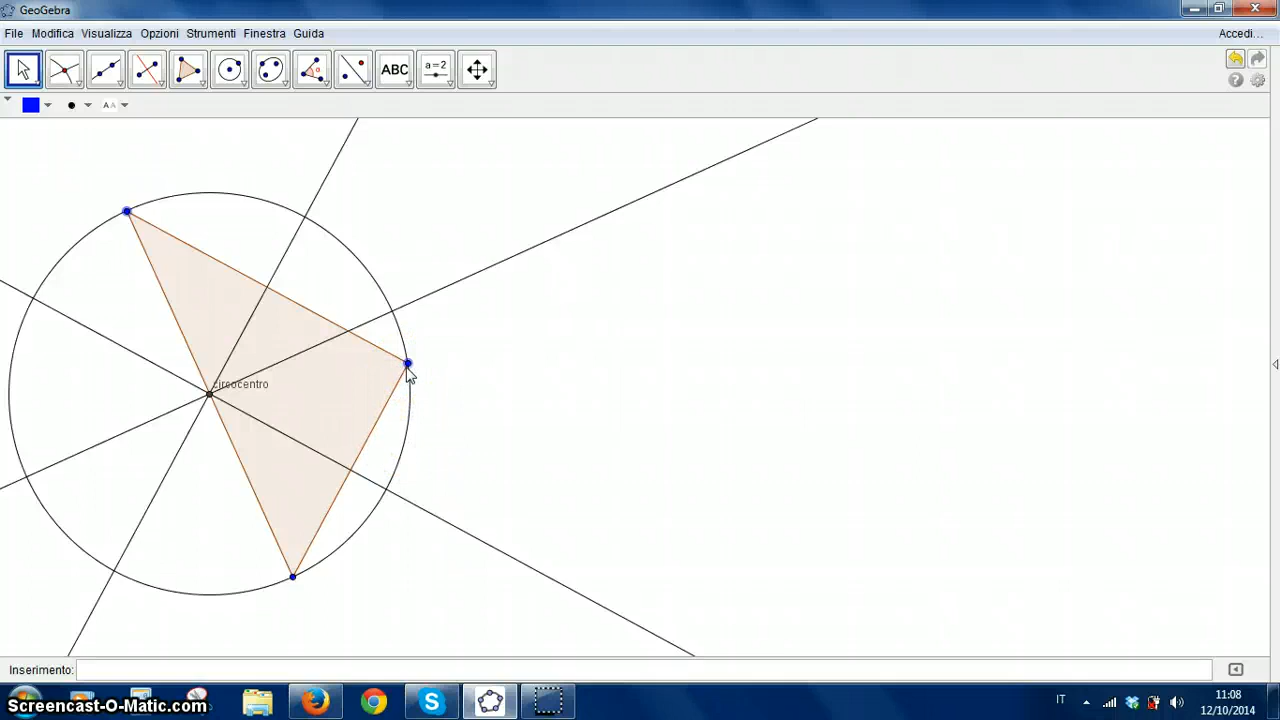 GeoGebra
File Modifica Visualizza Opzioni Strumenti Finestra Guida Accedi...
ABC a=2
A A
circocentro
Inserimento:
IT 11:08
12/10/2014
Screencast-O-Matic.com